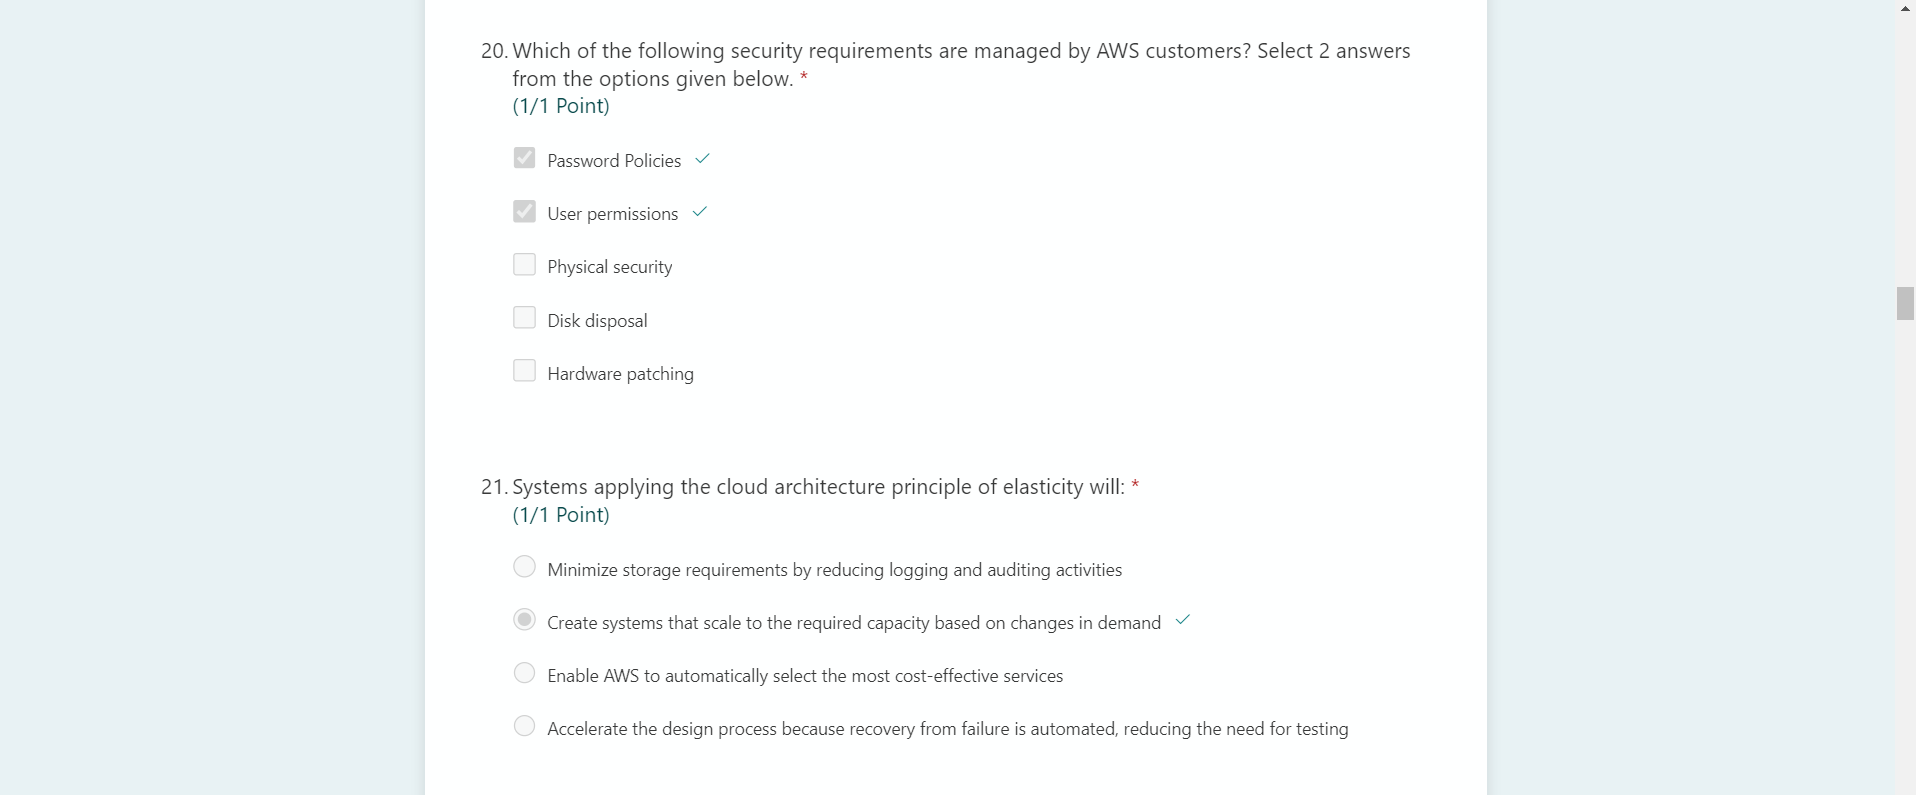 20. Which of the following security requirements are managed by AWS customers? Select 2 answers
from the options given below. *
(1/1 Point)
Password Policies
User permissions
Physical security
Disk disposal
Hardware patching
21. Systems applying the cloud architecture principle of elasticity will: *
(1/1 Point)
Minimize storage requirements by reducing logging and auditing activities
Create systems that scale to the required capacity based on changes in demand
Enable AWS to automatically select the most cost-effective services
Accelerate the design process because recovery from failure is automated, reducing the need for testing